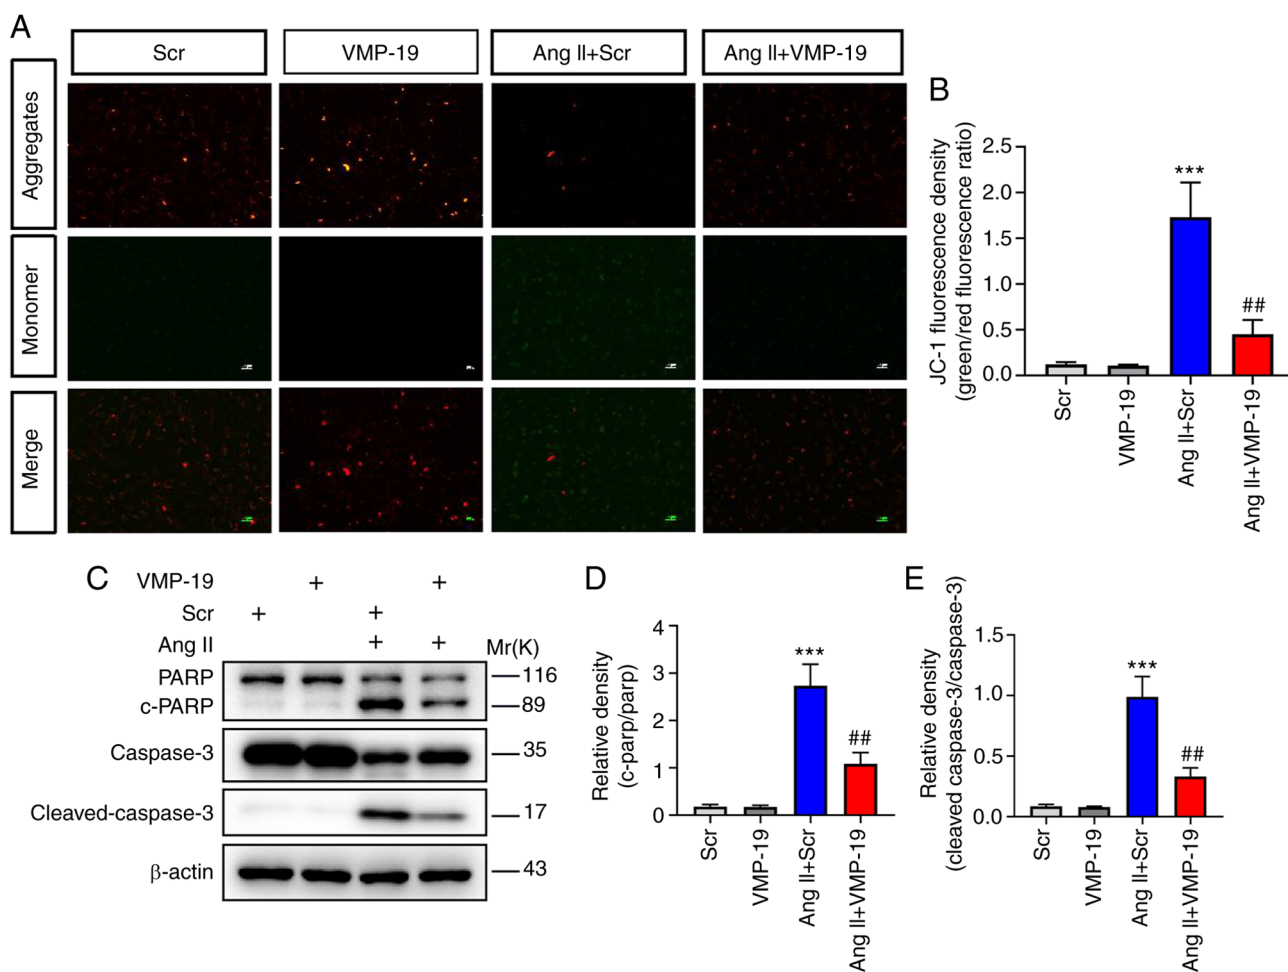 A
Scr
VMP-19
Ang II+Scr
Ang II+VMP-19
Aggregates
Monomer
Merge
B
JC-1 fluorescence density
(green/red fluorescence ratio)
2.5
2.0
1.5
1.0
0.5
0.0
***
##
Scr
VMP-19
Ang II+Scr
Ang II+VMP-19
C
VMP-19 + +
Scr + +
Ang II + + Mr(K)
PARP 116
c-PARP 89
Caspase-3 35
Cleaved-caspase-3 17
β-actin 43
D
Relative density
(c-parp/parp)
4
3
2
1
0
***
##
Scr
VMP-19
Ang II+Scr
Ang II+VMP-19
E
Relative density
(cleaved caspase-3/caspase-3)
1.5
1.0
0.5
0.0
***
##
Scr
VMP-19
Ang II+Scr
Ang II+VMP-19